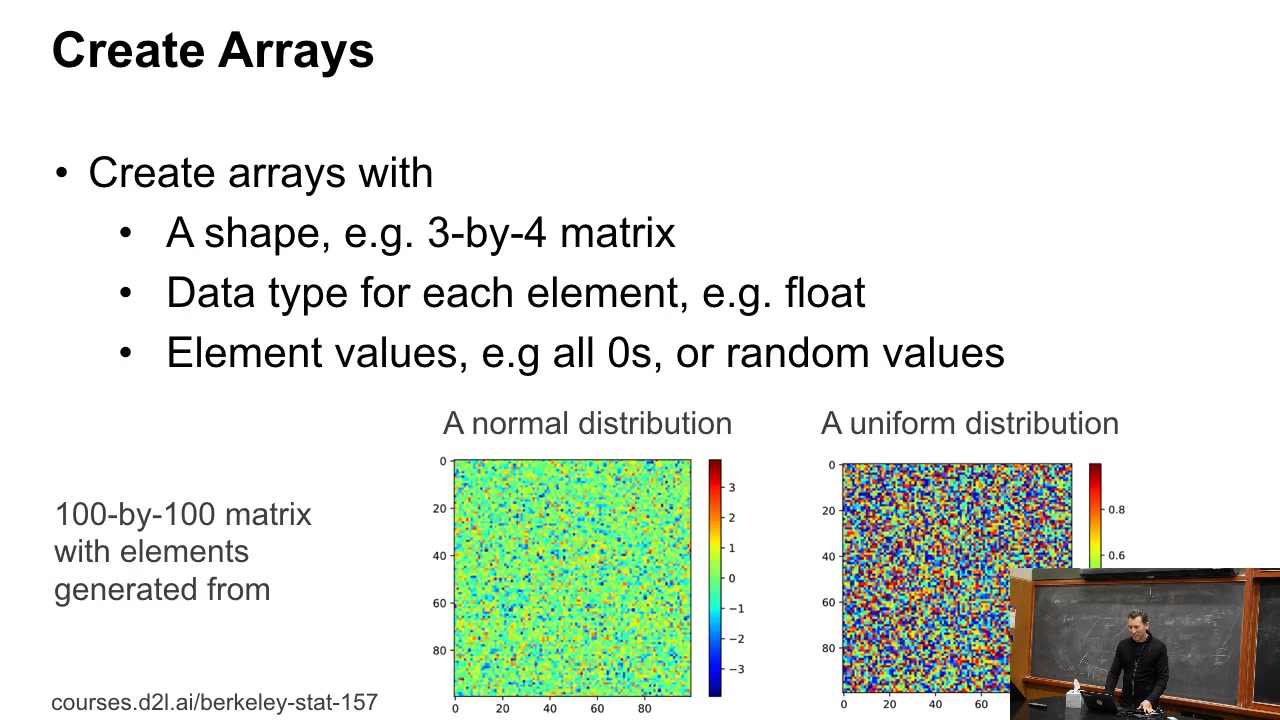 Create Arrays
• Create arrays with
• A shape, e.g. 3-by-4 matrix
• Data type for each element, e.g. float
• Element values, e.g all 0s, or random values
A normal distribution
A uniform distribution
100-by-100 matrix
with elements
generated from
0
20
40
60
80
0 20 40 60 80
3
2
1
0
−1
−2
−3
0
20
40
60
80
0 20 40 60
0.8
0.6
courses.d2l.ai/berkeley-stat-157